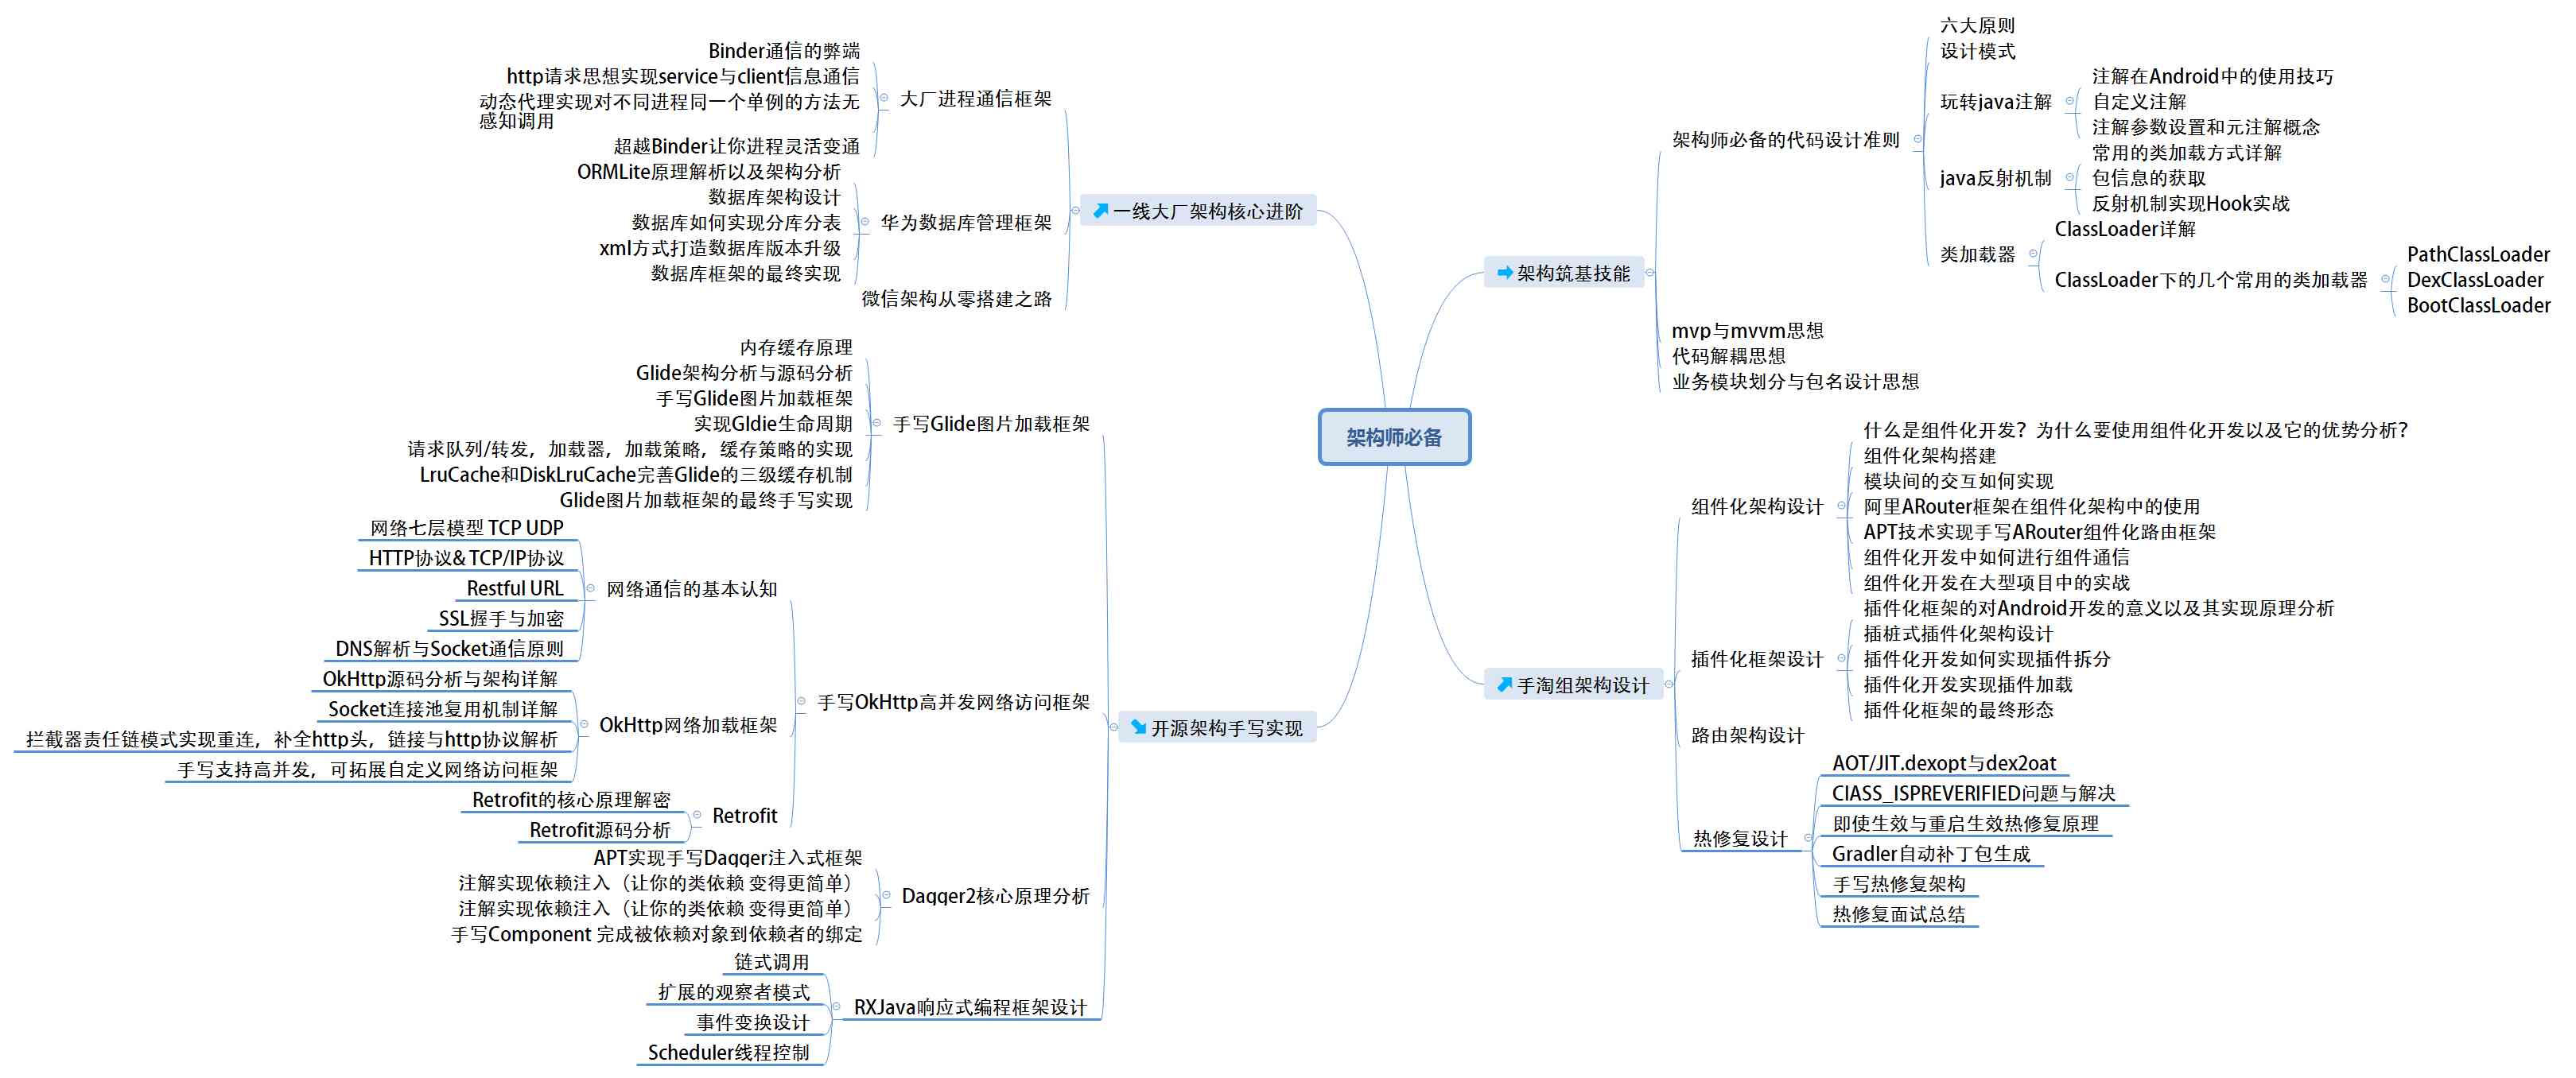 架构师必备
架构筑基技能
架构师必备的代码设计准则
六大原则
设计模式
玩转java注解
注解在Android中的使用技巧
自定义注解
注解参数设置和元注解概念
java反射机制
常用的类加载方式详解
包信息的获取
反射机制实现Hook实战
类加载器
ClassLoader详解
ClassLoader下的几个常用的类加载器
PathClassLoader
DexClassLoader
BootClassLoader
mvp与mvvm思想
代码解耦思想
业务模块划分与包名设计思想
手淘组架构设计
组件化架构设计
什么是组件化开发？为什么要使用组件化开发以及它的优势分析？
组件化架构搭建
模块间的交互如何实现
阿里ARouter框架在组件化架构中的使用
APT技术实现手写ARouter组件化路由框架
组件化开发中如何进行组件通信
组件化开发在大型项目中的实战
插件化框架设计
插件化框架的对Android开发的意义以及其实现原理分析
插桩式插件化架构设计
插件化开发如何实现插件拆分
插件化开发实现插件加载
插件化框架的最终形态
路由架构设计
热修复设计
AOT/JIT.dexopt与dex2oat
ClASS_ISPREVERIFIED问题与解决
即使生效与重启生效热修复原理
Gradler自动补丁包生成
手写热修复架构
热修复面试总结
一线大厂架构核心进阶
大厂进程通信框架
Binder通信的弊端
http请求思想实现service与client信息通信
动态代理实现对不同进程同一个单例的方法无
感知调用
超越Binder让你进程灵活变通
华为数据库管理框架
ORMLite原理解析以及架构分析
数据库架构设计
数据库如何实现分库分表
xml方式打造数据库版本升级
数据库框架的最终实现
微信架构从零搭建之路
开源架构手写实现
手写Glide图片加载框架
内存缓存原理
Glide架构分析与源码分析
手写Glide图片加载框架
实现Gldie生命周期
请求队列/转发，加载器，加载策略，缓存策略的实现
LruCache和DiskLruCache完善Glide的三级缓存机制
Glide图片加载框架的最终手写实现
手写OkHttp高并发网络访问框架
网络通信的基本认知
网络七层模型 TCP UDP
HTTP协议& TCP/IP协议
Restful URL
SSL握手与加密
DNS解析与Socket通信原则
OkHttp网络加载框架
OkHttp源码分析与架构详解
Socket连接池复用机制详解
拦截器责任链模式实现重连，补全http头，链接与http协议解析
手写支持高并发，可拓展自定义网络访问框架
Retrofit
Retrofit的核心原理解密
Retrofit源码分析
Dagger2核心原理分析
APT实现手写Dagger注入式框架
注解实现依赖注入（让你的类依赖 变得更简单）
注解实现依赖注入（让你的类依赖 变得更简单）
手写Component 完成被依赖对象到依赖者的绑定
RXJava响应式编程框架设计
链式调用
扩展的观察者模式
事件变换设计
Scheduler线程控制